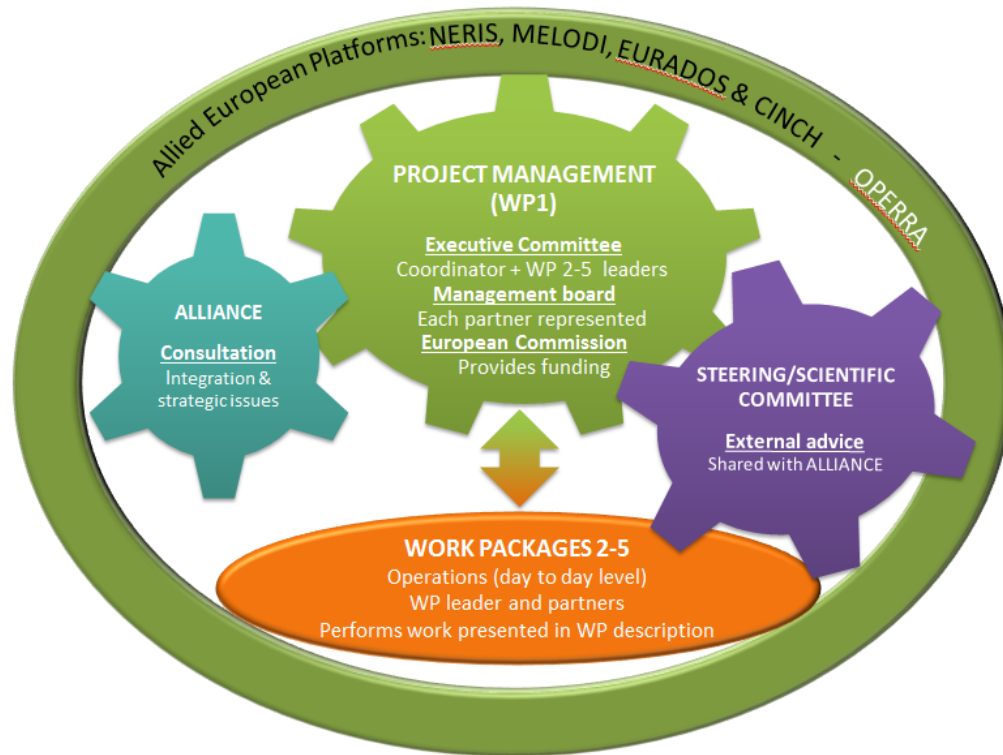 Allied European Platforms: NERIS, MELODI, EURADOS & CINCH - OPERRA
PROJECT MANAGEMENT
(WP1)
Executive Committee
Coordinator + WP 2-5 leaders
Management board
Each partner represented
European Commission
Provides funding
ALLIANCE
Consultation
Integration &
strategic issues
STEERING/SCIENTIFIC
COMMITTEE
External advice
Shared with ALLIANCE
WORK PACKAGES 2-5
Operations (day to day level)
WP leader and partners
Performs work presented in WP description